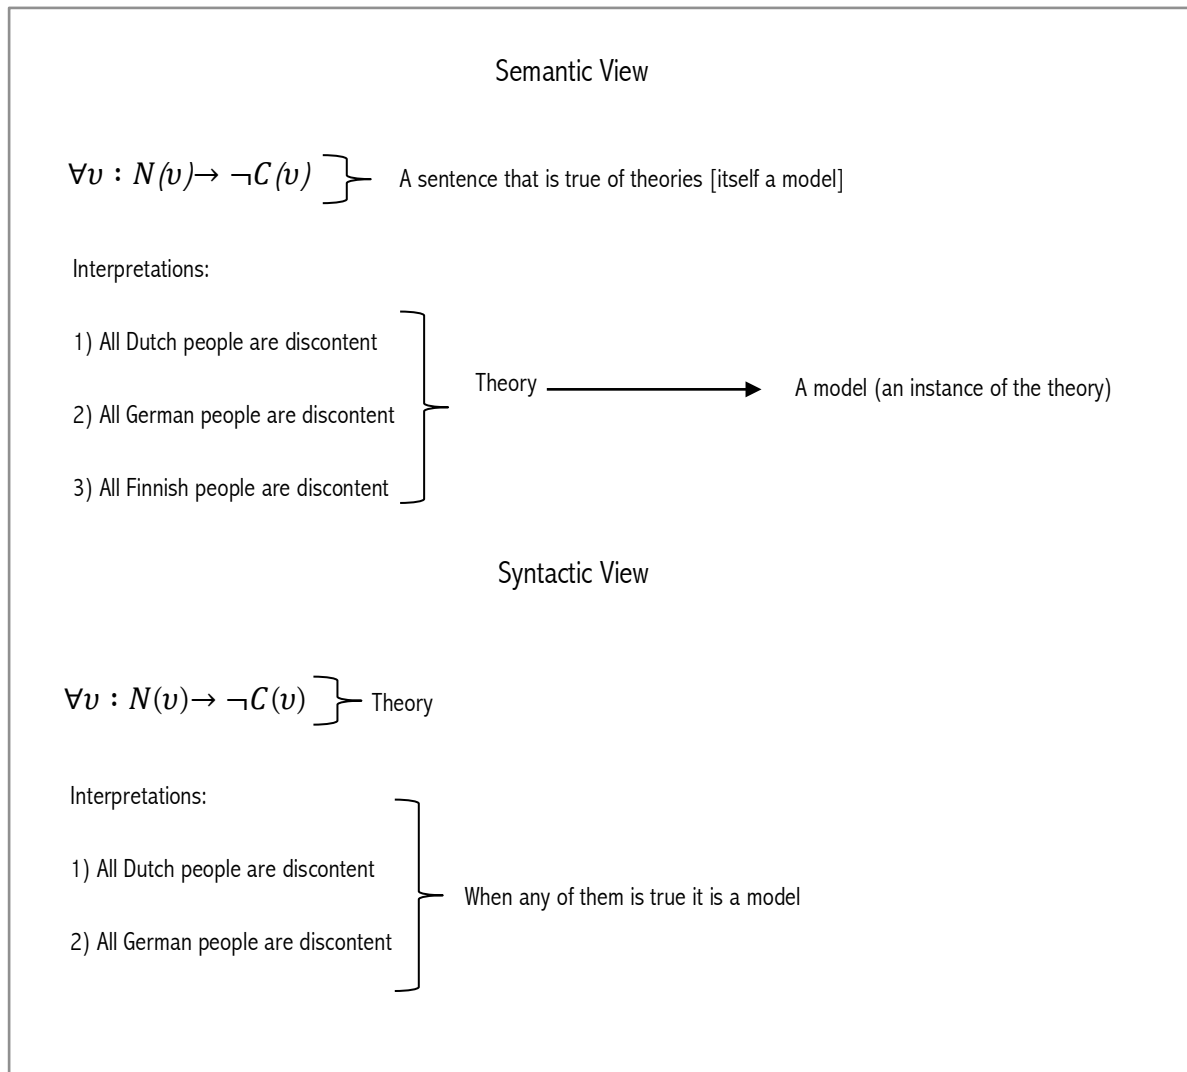 Semantic View
∀υ : N(υ)→ ¬C(υ) A sentence that is true of theories [itself a model]
Interpretations:
1) All Dutch people are discontent
2) All German people are discontent
3) All Finnish people are discontent
Theory
A model (an instance of the theory)
Syntactic View
∀υ : N(υ)→ ¬C(υ) Theory
Interpretations:
1) All Dutch people are discontent
2) All German people are discontent
When any of them is true it is a model